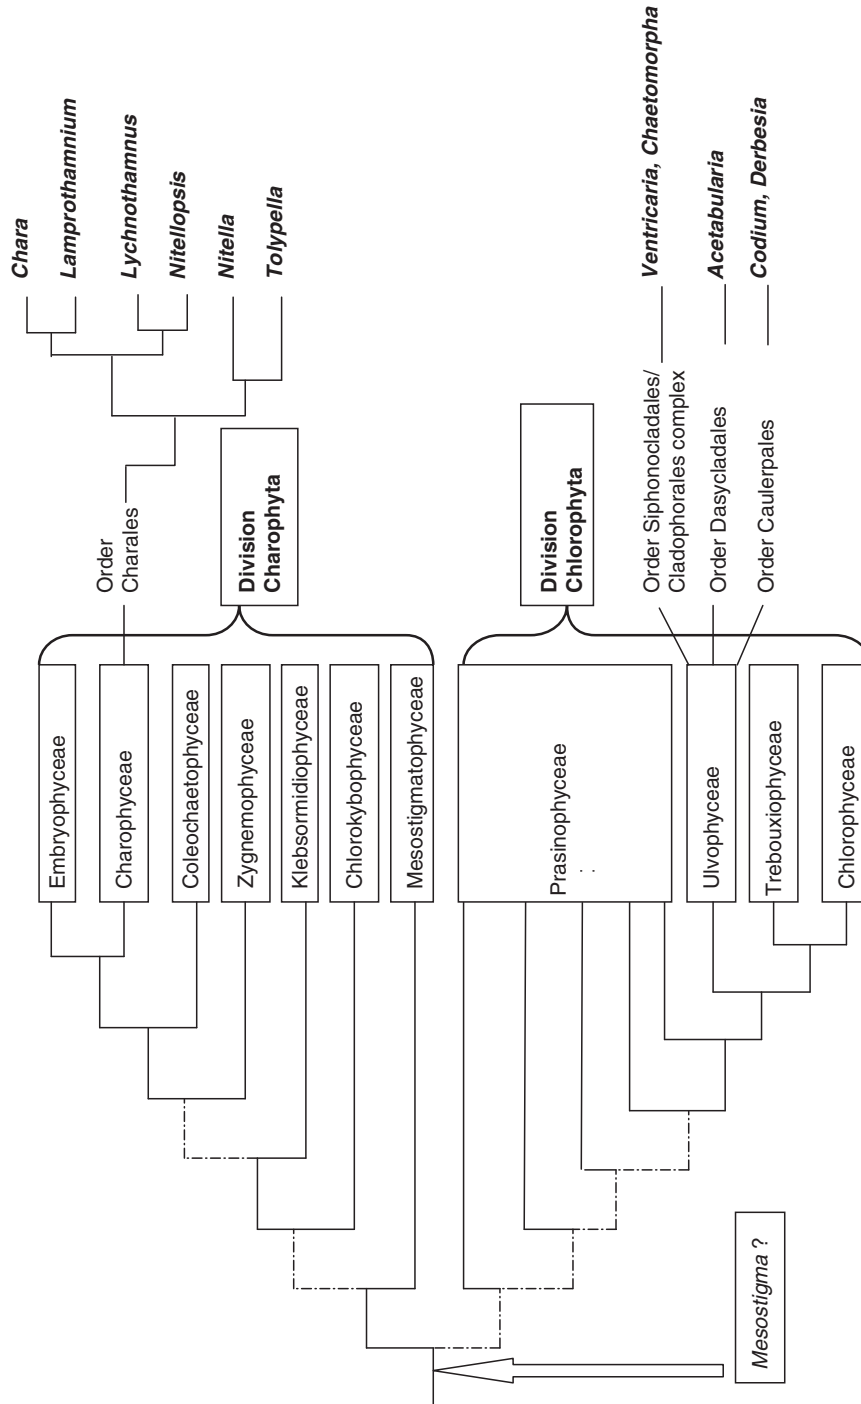 Chara
Lamprothamnium
Lychnothamnus
Nitellopsis
Nitella
Tolypella
Order
Charales
Division
Charophyta
Embryophyceae
Charophyceae
Coleochaetophyceae
Zygnemophyceae
Klebsormidiophyceae
Chlorokybophyceae
Mesostigmatophyceae
Division
Chlorophyta
Prasinophyceae
Ulvophyceae
Trebouxiophyceae
Chlorophyceae
Order Siphonocladales/
Cladophorales complex
Ventricaria, Chaetomorpha
Order Dasycladales
Acetabularia
Order Caulerpales
Codium, Derbesia
Mesostigma ?